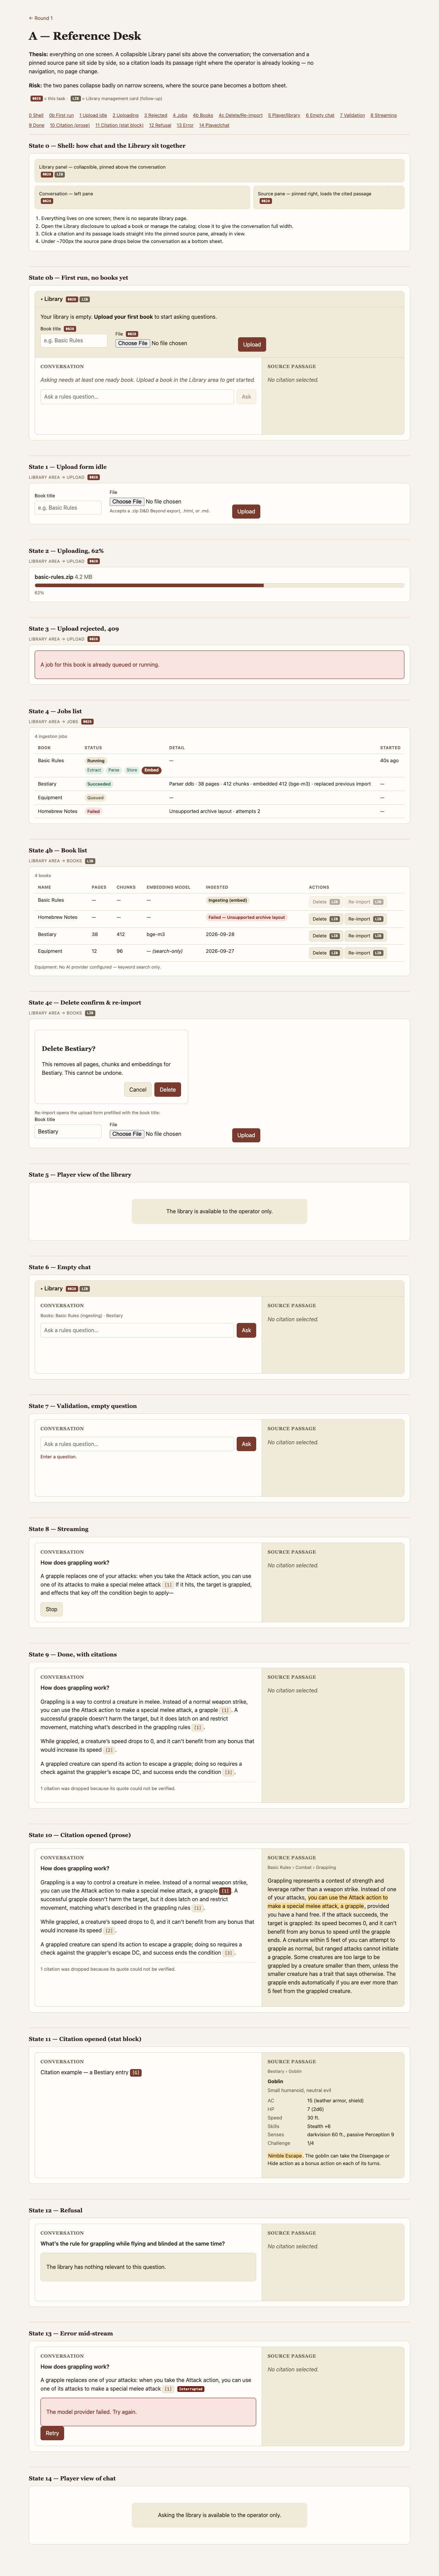 ← Round 1
A — Reference Desk
Thesis: everything on one screen. A collapsible Library panel sits above the conversation; the conversation and a
pinned source pane sit side by side, so a citation loads its passage right where the operator is already looking — no
navigation, no page change.
Risk: the two panes collapse badly on narrow screens, where the source pane becomes a bottom sheet.
= this task · LIB = Library management card (follow-up)
0 Shell 0b First run 1 Upload idle 2 Uploading 3 Rejected 4 Jobs 4b Books 4c Delete/Re-import 5 Player/library 6 Empty chat 7 Validation 8 Streaming
9 Done 10 Citation (prose) 11 Citation (stat block) 12 Refusal 13 Error 14 Player/chat
State 0 — Shell: how chat and the Library sit together
Library panel — collapsible, pinned above the conversation
LIB
Conversation — left pane
Source pane — pinned right, loads the cited passage
1. Everything lives on one screen; there is no separate library page.
2. Open the Library disclosure to upload a book or manage the catalog; close it to give the conversation full width.
3. Click a citation and its passage loads straight into the pinned source pane, already in view.
4. Under ~700px the source pane drops below the conversation as a bottom sheet.
State 0b — First run, no books yet
Library LIB
Your library is empty. Upload your first book to start asking questions.
Book title
File
e.g. Basic Rules
Choose File No file chosen
Upload
CONVERSATION
Asking needs at least one ready book. Upload a book in the Library area to get started.
Ask a rules question…
Ask
SOURCE PASSAGE
No citation selected.
State 1 — Upload form idle
LIBRARY AREA → UPLOAD
Book title
File
e.g. Basic Rules
Choose File No file chosen
Accepts a .zip D&D Beyond export, .html, or .md.
Upload
State 2 — Uploading, 62%
LIBRARY AREA → UPLOAD
basic-rules.zip 4.2 MB
62%
State 3 — Upload rejected, 409
LIBRARY AREA → UPLOAD
A job for this book is already queued or running.
State 4 — Jobs list
LIBRARY AREA → JOBS
4 ingestion jobs
BOOK STATUS DETAIL STARTED
Basic Rules Running — 40s ago
Extract Parse Store Embed
Bestiary Succeeded Parser ddb · 38 pages · 412 chunks · embedded 412 (bge-m3) · replaced previous import —
Equipment Queued — —
Homebrew Notes Failed Unsupported archive layout · attempts 2 —
State 4b — Book list
LIBRARY AREA → BOOKS LIB
4 books
NAME PAGES CHUNKS EMBEDDING MODEL INGESTED ACTIONS
Basic Rules — — — Ingesting (embed) Delete LIB Re-import LIB
Homebrew Notes — — — Failed — Unsupported archive layout Delete LIB Re-import LIB
Bestiary 38 412 bge-m3 2026-09-28 Delete LIB Re-import LIB
Equipment 12 96 — (search-only) 2026-09-27 Delete LIB Re-import LIB
Equipment: No AI provider configured — keyword search only.
State 4c — Delete confirm & re-import
LIBRARY AREA → BOOKS LIB
Delete Bestiary?
This removes all pages, chunks and embeddings for
Bestiary. This cannot be undone.
Cancel Delete
Re-import opens the upload form prefilled with the book title:
Book title
File
Bestiary
Choose File No file chosen
Upload
State 5 — Player view of the library
The library is available to the operator only.
State 6 — Empty chat
Library LIB
CONVERSATION
Books: Basic Rules (ingesting) · Bestiary
Ask a rules question…
Ask
SOURCE PASSAGE
No citation selected.
State 7 — Validation, empty question
CONVERSATION
Ask a rules question…
Ask
Enter a question.
SOURCE PASSAGE
No citation selected.
State 8 — Streaming
CONVERSATION
How does grappling work?
A grapple replaces one of your attacks: when you take the Attack action, you can use
one of its attacks to make a special melee attack [1] If it hits, the target is grappled,
and effects that key off the condition begin to apply—
Stop
SOURCE PASSAGE
No citation selected.
State 9 — Done, with citations
CONVERSATION
How does grappling work?
Grappling is a way to control a creature in melee. Instead of a normal weapon strike,
you can use the Attack action to make a special melee attack, a grapple [1]. A
successful grapple doesn't harm the target, but it does latch on and restrict
movement, matching what's described in the grappling rules [1].
While grappled, a creature's speed drops to 0, and it can't benefit from any bonus that
would increase its speed [2].
A grappled creature can spend its action to escape a grapple; doing so requires a
check against the grappler's escape DC, and success ends the condition [3].
1 citation was dropped because its quote could not be verified.
SOURCE PASSAGE
No citation selected.
State 10 — Citation opened (prose)
CONVERSATION
How does grappling work?
Grappling is a way to control a creature in melee. Instead of a normal weapon strike,
you can use the Attack action to make a special melee attack, a grapple [1]. A
successful grapple doesn't harm the target, but it does latch on and restrict
movement, matching what's described in the grappling rules [1].
While grappled, a creature's speed drops to 0, and it can't benefit from any bonus that
would increase its speed [2].
A grappled creature can spend its action to escape a grapple; doing so requires a
check against the grappler's escape DC, and success ends the condition [3].
1 citation was dropped because its quote could not be verified.
SOURCE PASSAGE
Basic Rules › Combat › Grappling
Grappling represents a contest of strength and
leverage rather than a weapon strike. Instead of one
of your attacks, you can use the Attack action to
make a special melee attack, a grapple, provided
you have a hand free. If the attack succeeds, the
target is grappled: its speed becomes 0, and it can't
benefit from any bonus to its speed until the grapple
ends. A creature within 5 feet of you can attempt to
grapple as normal, but ranged attacks cannot initiate
a grapple. Some creatures are too large to be
grappled by a creature smaller than them, unless the
smaller creature has a trait that says otherwise. The
grapple ends automatically if you are ever more than
5 feet from the grappled creature.
State 11 — Citation opened (stat block)
CONVERSATION
Citation example — a Bestiary entry
SOURCE PASSAGE
Bestiary › Goblin
Goblin
Small humanoid, neutral evil
AC 15 (leather armor, shield)
HP 7 (2d6)
Speed 30 ft.
Skills Stealth +6
Senses darkvision 60 ft., passive Perception 9
Challenge 1/4
Nimble Escape. The goblin can take the Disengage or
Hide action as a bonus action on each of its turns.
State 12 — Refusal
CONVERSATION
What's the rule for grappling while flying and blinded at the same time?
The library has nothing relevant to this question.
SOURCE PASSAGE
No citation selected.
State 13 — Error mid-stream
CONVERSATION
How does grappling work?
A grapple replaces one of your attacks: when you take the Attack action, you can use
one of its attacks to make a special melee attack [1] Interrupted
The model provider failed. Try again.
Retry
SOURCE PASSAGE
No citation selected.
State 14 — Player view of chat
Asking the library is available to the operator only.